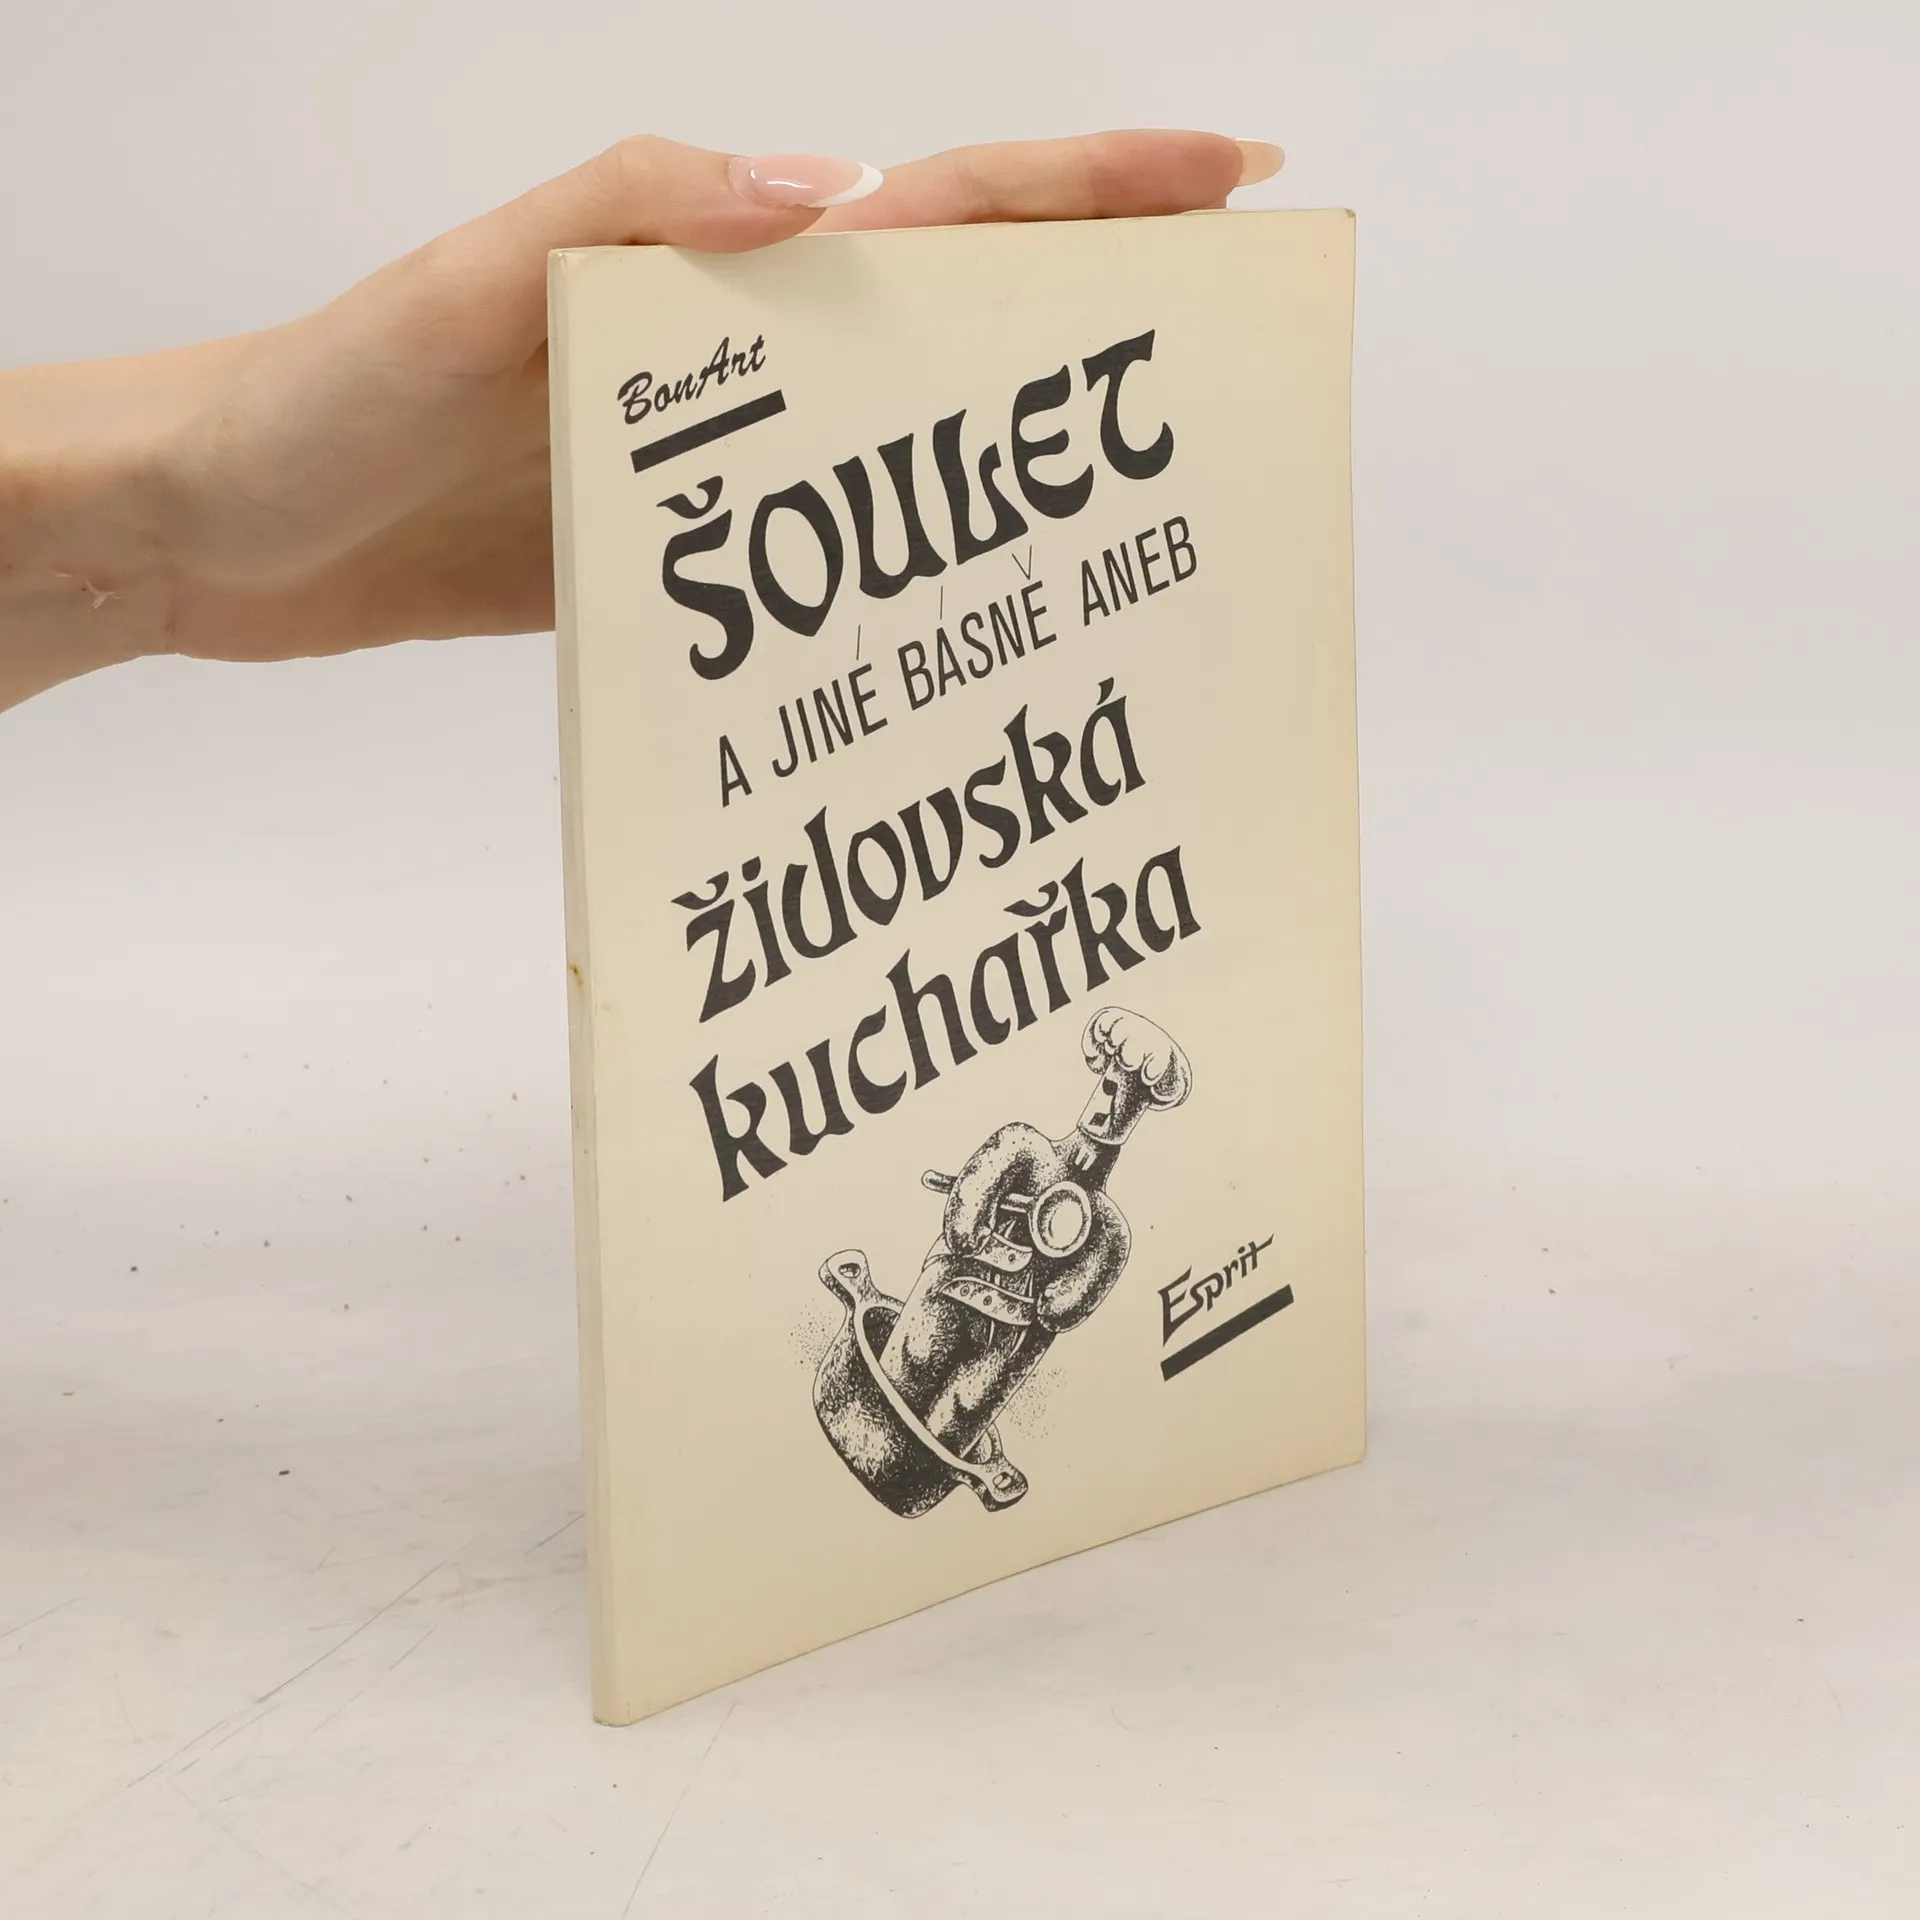 BonArt
ŠOULET
A JINÉ BÁSNĚ ANEB
židovská
kuchařka
Esprit